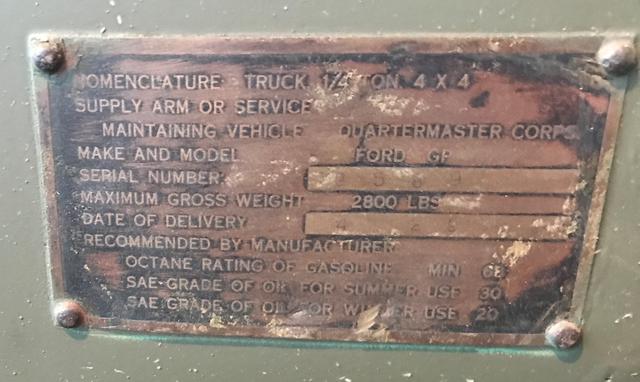 NOMENCLATURE TRUCK 1/4 TON 4 X 4
SUPPLY ARM OR SERVICE
MAINTAINING VEHICLE QUARTERMASTER CORPS
MAKE AND MODEL FORD GP
SERIAL NUMBER
MAXIMUM GROSS WEIGHT 2800 LBS
DATE OF DELIVERY
RECOMMENDED BY MANUFACTURER
OCTANE RATING OF GASOLINE MIN
SAE GRADE OF OIL FOR SUMMER USE 30
SAE GRADE OF OIL FOR WINTER USE 20